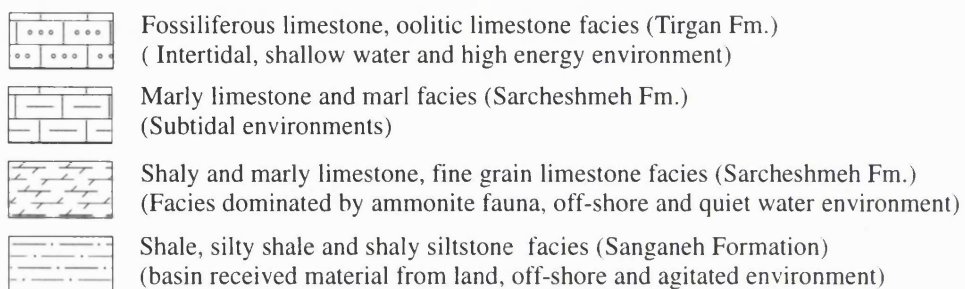 Fossiliferous limestone, oolitic limestone facies (Tirgan Fm.)
( Intertidal, shallow water and high energy environment)
Marly limestone and marl facies (Sarcheshmeh Fm.)
(Subtidal environments)
Shaly and marly limestone, fine grain limestone facies (Sarcheshmeh Fm.)
(Facies dominated by ammonite fauna, off-shore and quiet water environment)
Shale, silty shale and shaly siltstone facies (Sanganeh Formation)
(basin received material from land, off-shore and agitated environment)